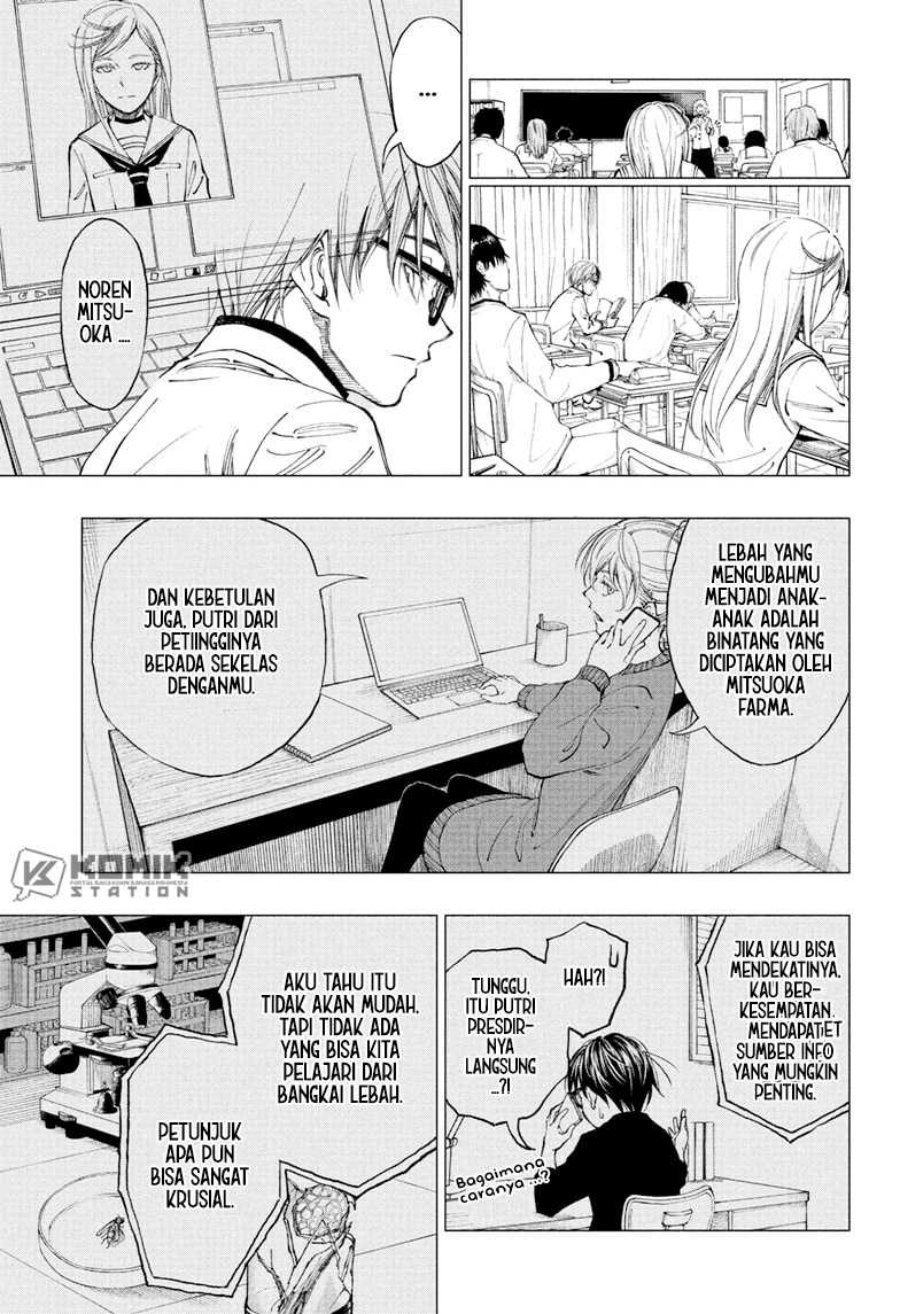 ....
NOREN
MITSU-
OKA ....
LEBAH YANG
MENGUBAHMU
MENJADI ANAK-
ANAK ADALAH
BINATANG YANG
DICIPTAKAN OLEH
MITSUOKA
FARMA.
DAN KEBETULAN
JUGA, PUTRI DARI
PETIINGGINYA
BERADA SEKELAS
DENGANMU.
KOMIK
STATION
JIKA KAU BISA
MENDEKATINYA,
KAU BER-
KESEMPATAN
MENDAPATET
SUMBER INFO
YANG MUNGKIN
PENTING.
HAH?!
TUNGGU,
ITU PUTRI
PRESDIR-
NYA
LANGSUNG
...?!
Bagaimana
caranya ...?
AKU TAHU ITU
TIDAK AKAN MUDAH,
TAPI TIDAK ADA
YANG BISA KITA
PELAJARI DARI
BANGKAI LEBAH.
PETUNJUK
APA PUN
BISA SANGAT
KRUSIAL.